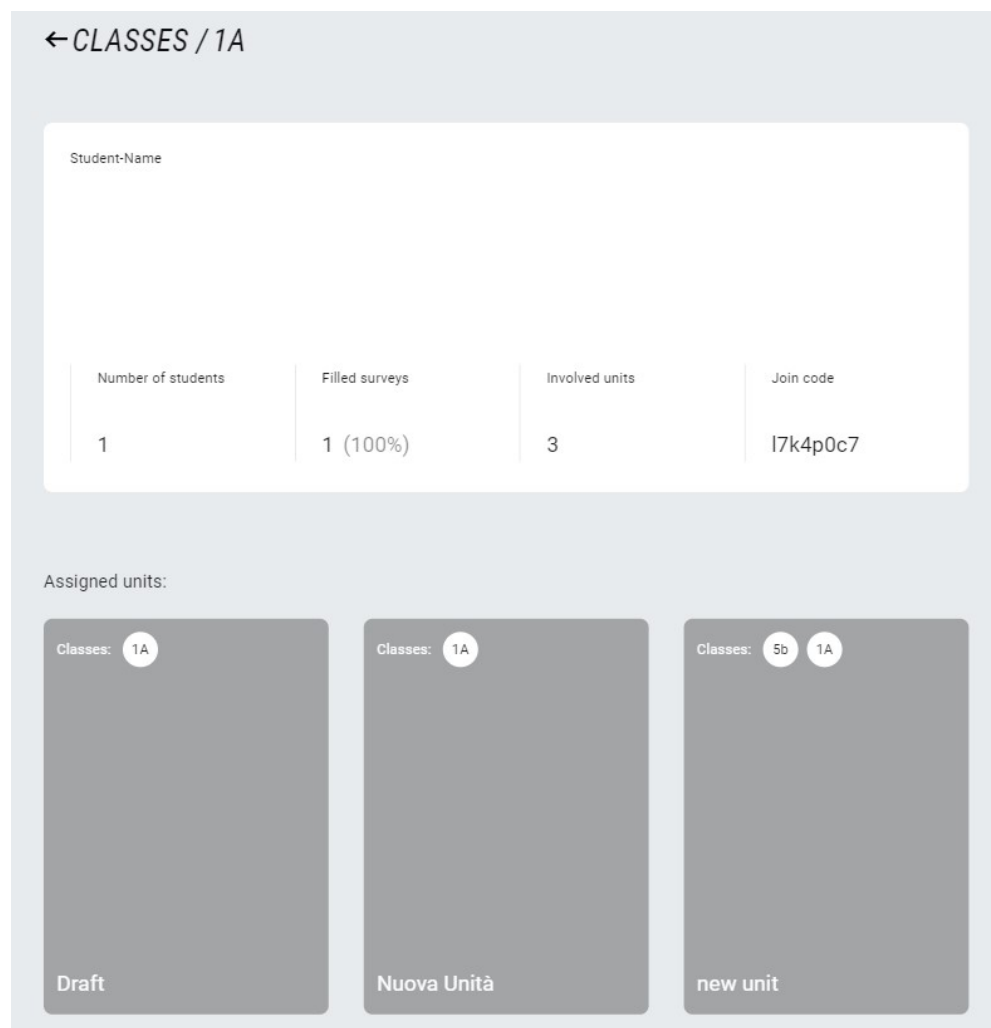 ←CLASSES / 1A
Student-Name
Number of students Filled surveys Involved units Join code
1 1 (100%) 3 l7k4p0c7
Assigned units:
Classes: 1A Classes: 1A Classes: 5b 1A
Draft Nuova Unità new unit